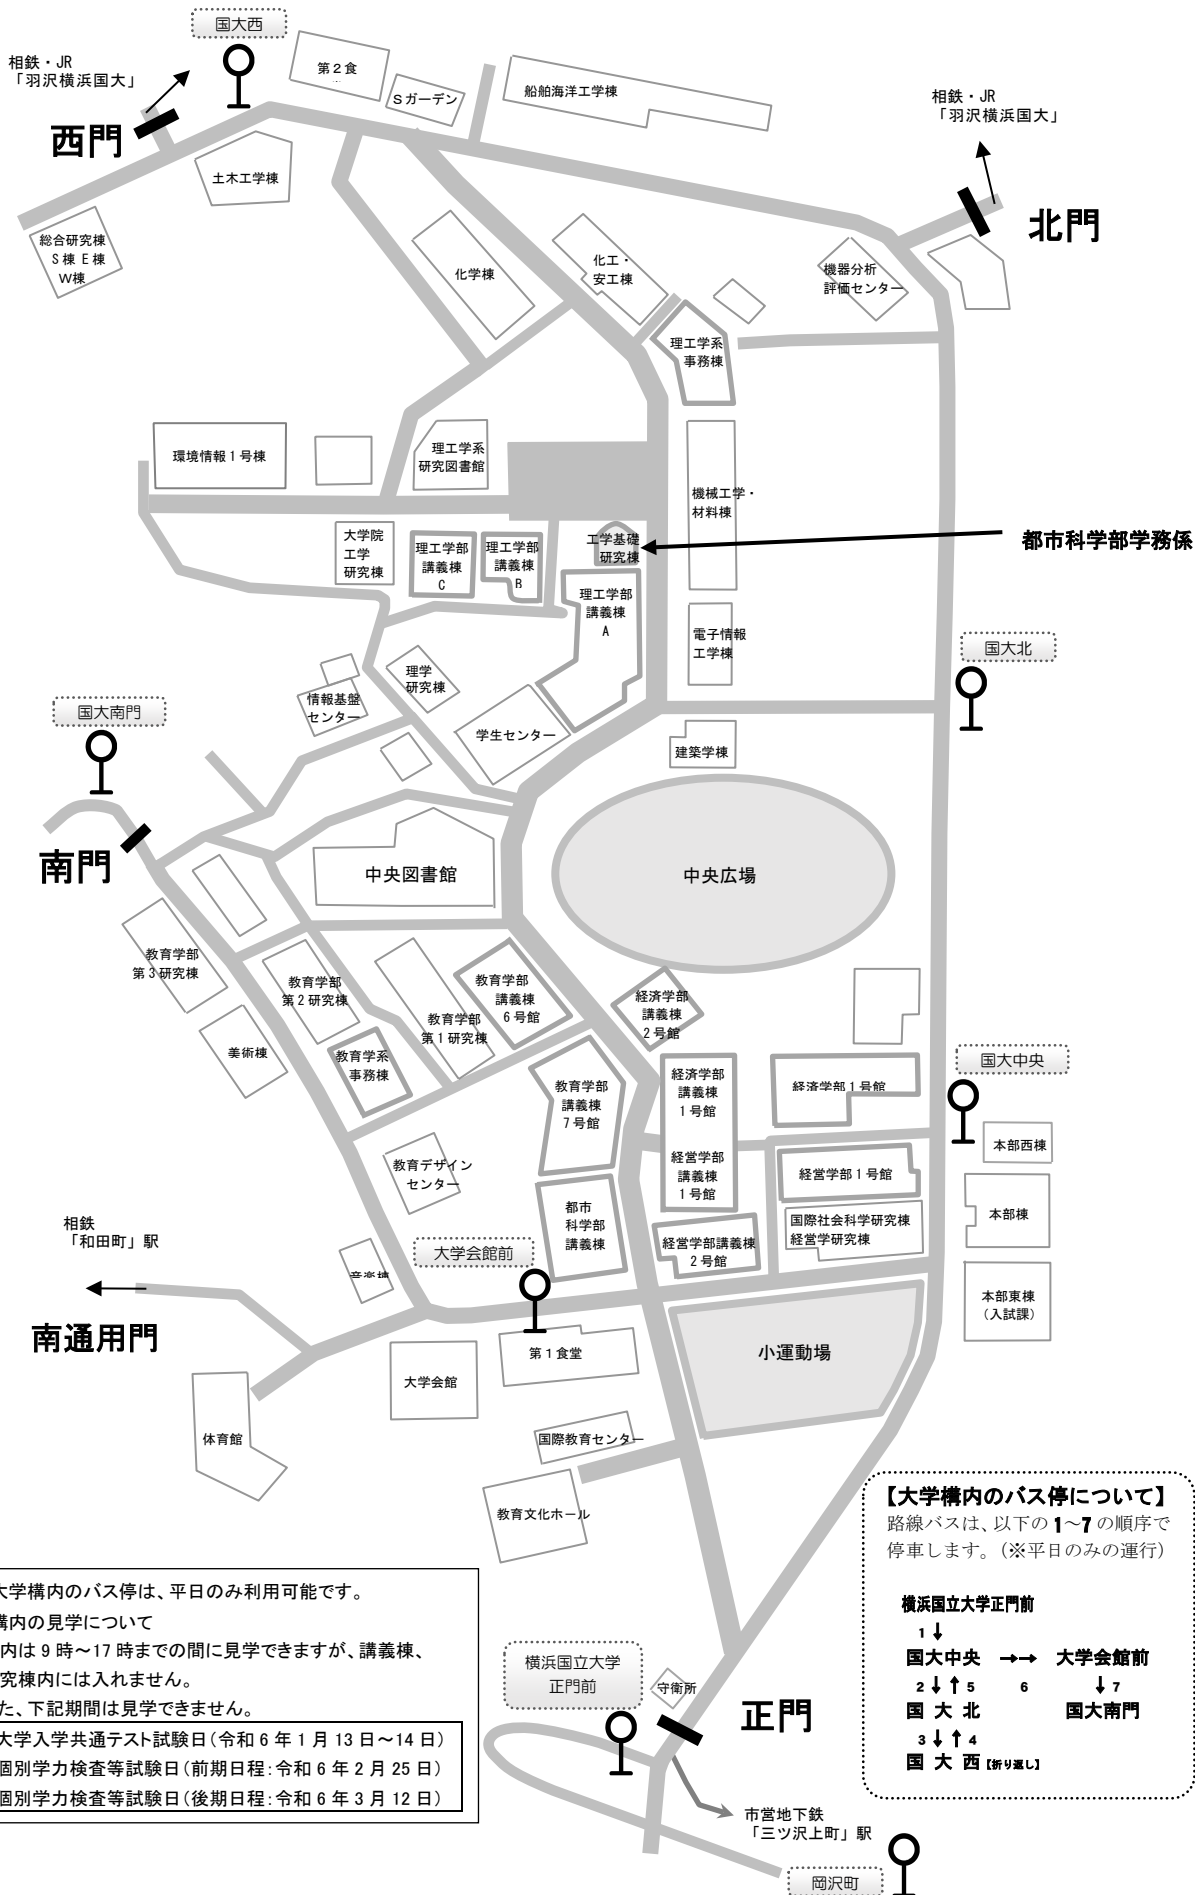 国大西
相鉄・JR
「羽沢横浜国大」
西門
第２食
Ｓガーデン
船舶海洋工学棟
相鉄・JR
「羽沢横浜国大」
北門
土木工学棟
総合研究棟
Ｓ棟 Ｅ棟
Ｗ棟
化学棟
化工・
安工棟
機器分析
評価センター
理工学系
事務棟
環境情報１号棟
理工学系
研究図書館
機械工学・
材料棟
大学院
工学
研究棟
理工学部
講義棟
C
理工学部
講義棟
B
工学基礎
研究棟
都市科学部学務係
理工学部
講義棟
A
電子情報
工学棟
国大北
理学
研究棟
情報基盤
センター
国大南門
学生センター
建築学棟
南門
中央図書館
中央広場
教育学部
第３研究棟
教育学部
第２研究棟
教育学部
第１研究棟
教育学部
講義棟
６号館
経済学部
講義棟
２号館
美術棟
教育学系
事務棟
国大中央
教育学部
講義棟
７号館
経済学部
講義棟
１号館
経済学部１号館
本部西棟
教育デザイン
センター
経営学部
講義棟
１号館
経営学部１号館
都市
科学部
講義棟
国際社会科学研究棟
経営学研究棟
本部棟
相鉄
「和田町」駅
大学会館前
経営学部講義棟
２号館
音楽棟
本部東棟
（入試課）
南通用門
第１食堂
小運動場
大学会館
体育館
国際教育センター
教育文化ホール
【大学構内のバス停について】
路線バスは、以下の１～７の順序で
停車します。（※平日のみの運行）
横浜国立大学正門前
1 ↓
国大中央 →→ 大学会館前
2 ↓ ↑ 5 6 ↓ 7
国 大 北 国大南門
3 ↓ ↑ 4
国 大 西【折り返し】
大学構内のバス停は、平日のみ利用可能です。
構内の見学について
内は９時～17 時までの間に見学できますが、講義棟、
究棟内には入れません。
た、下記期間は見学できません。
大学入学共通テスト試験日（令和６年１月 13 日～14 日）
個別学力検査等試験日（前期日程：令和６年２月 25 日）
個別学力検査等試験日（後期日程：令和６年３月 12 日）
横浜国立大学
正門前
守衛所
正門
市営地下鉄
「三ツ沢上町」駅
岡沢町